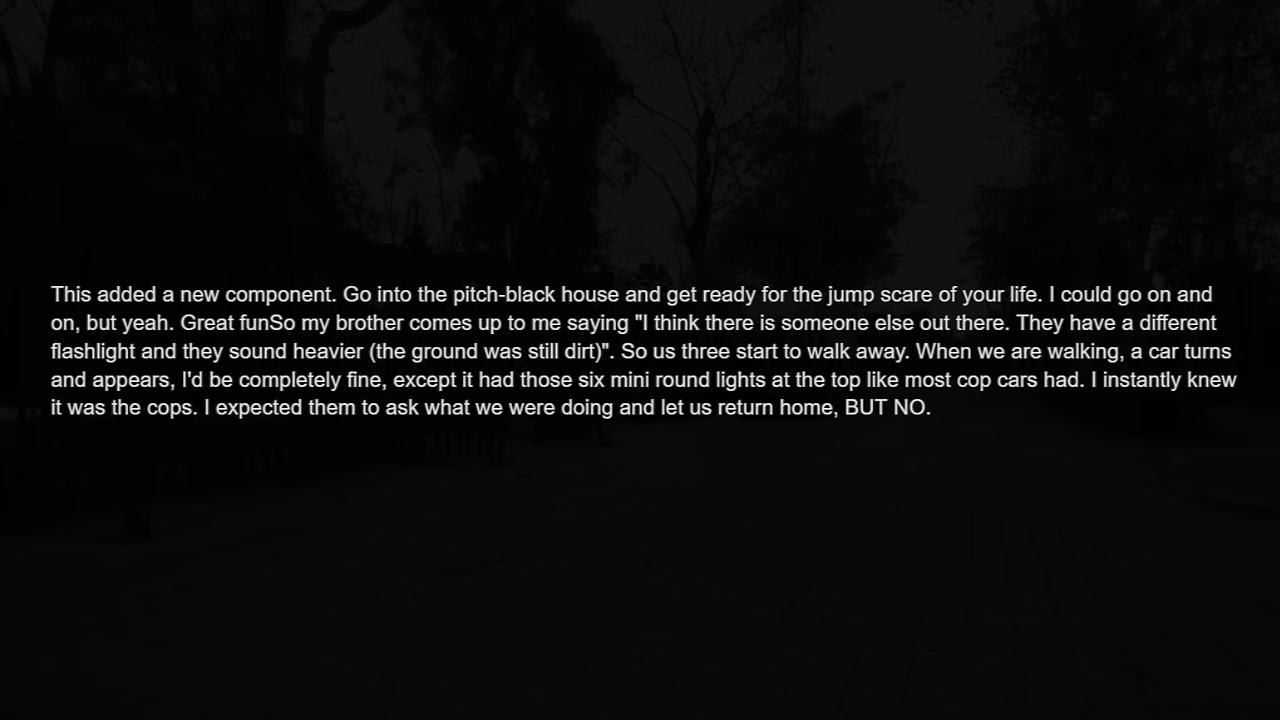 This added a new component. Go into the pitch-black house and get ready for the jump scare of your life. I could go on and
on, but yeah. Great funSo my brother comes up to me saying "I think there is someone else out there. They have a different
flashlight and they sound heavier (the ground was still dirt)". So us three start to walk away. When we are walking, a car turns
and appears, I'd be completely fine, except it had those six mini round lights at the top like most cop cars had. I instantly knew
it was the cops. I expected them to ask what we were doing and let us return home, BUT NO.